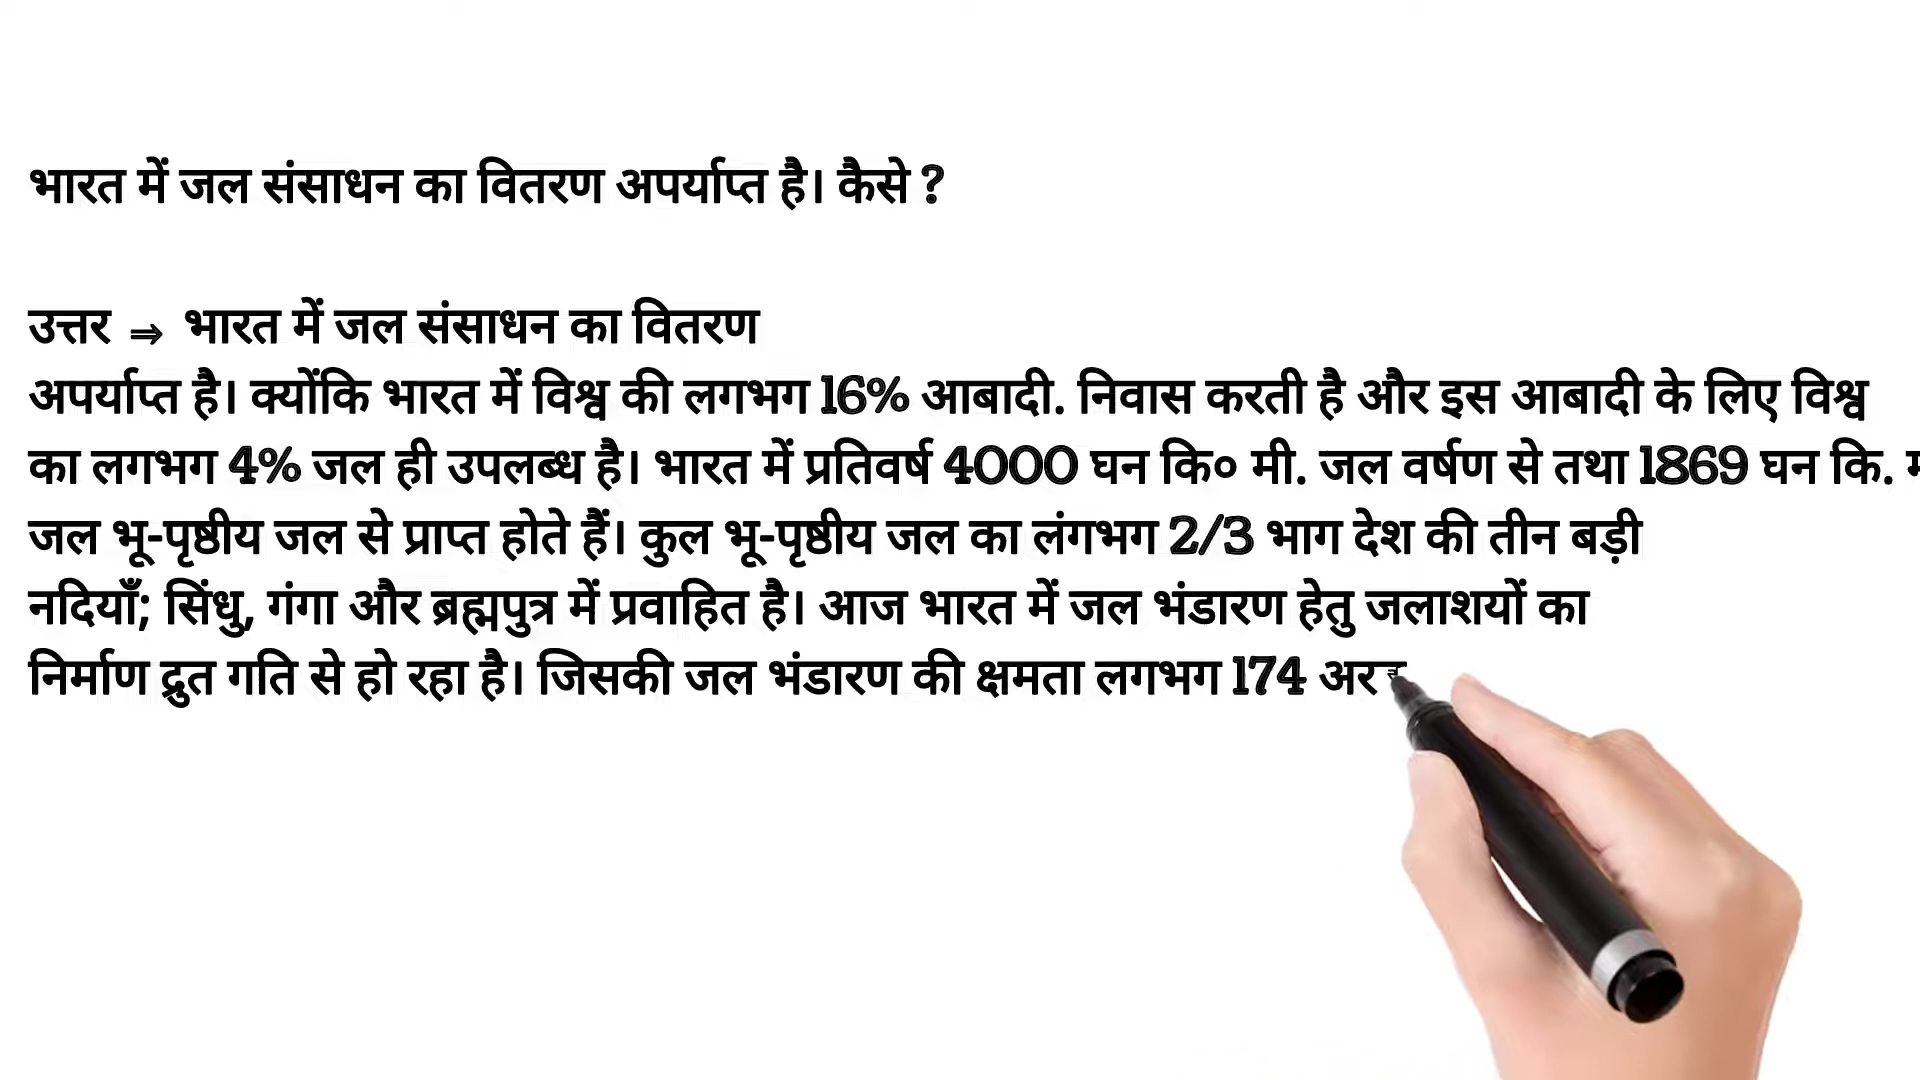 भारत में जल संसाधन का वितरण अपर्याप्त है। कैसे ?
उत्तर ⇒ भारत में जल संसाधन का वितरण
अपर्याप्त है। क्योंकि भारत में विश्व की लगभग 16% आबादी. निवास करती है और इस आबादी के लिए विश्व
का लगभग 4% जल ही उपलब्ध है। भारत में प्रतिवर्ष 4000 घन कि० मी. जल वर्षण से तथा 1869 घन कि.
जल भू-पृष्ठीय जल से प्राप्त होते हैं। कुल भू-पृष्ठीय जल का लंगभग 2/3 भाग देश की तीन बड़ी
नदियाँ; सिंधु, गंगा और ब्रह्मपुत्र में प्रवाहित है। आज भारत में जल भंडारण हेतु जलाशयों का
निर्माण द्रुत गति से हो रहा है। जिसकी जल भंडारण की क्षमता लगभग 174